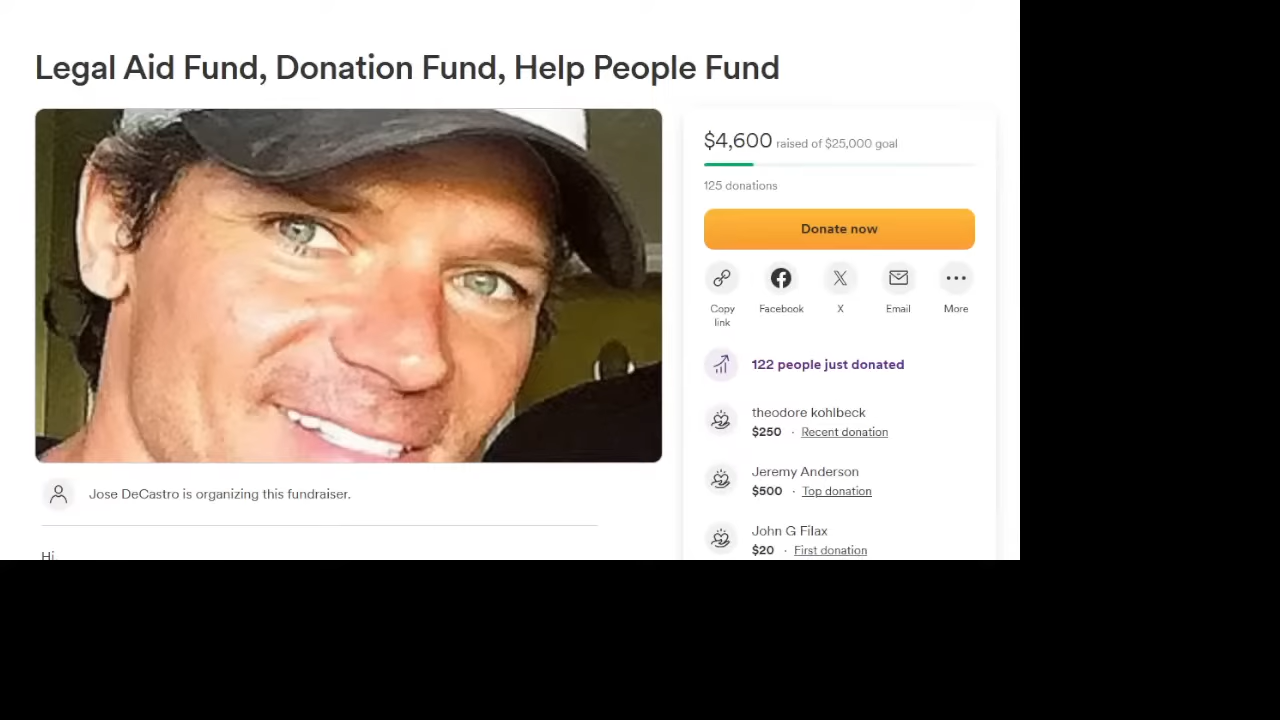 Legal Aid Fund, Donation Fund, Help People Fund
$4,600 raised of $25,000 goal
125 donations
Donate now
Copy link
Facebook
X
Email
More
122 people just donated
theodore kohlbeck
$250 · Recent donation
Jeremy Anderson
$500 · Top donation
John G Filax
$20 · First donation
Jose DeCastro is organizing this fundraiser.
Hi,